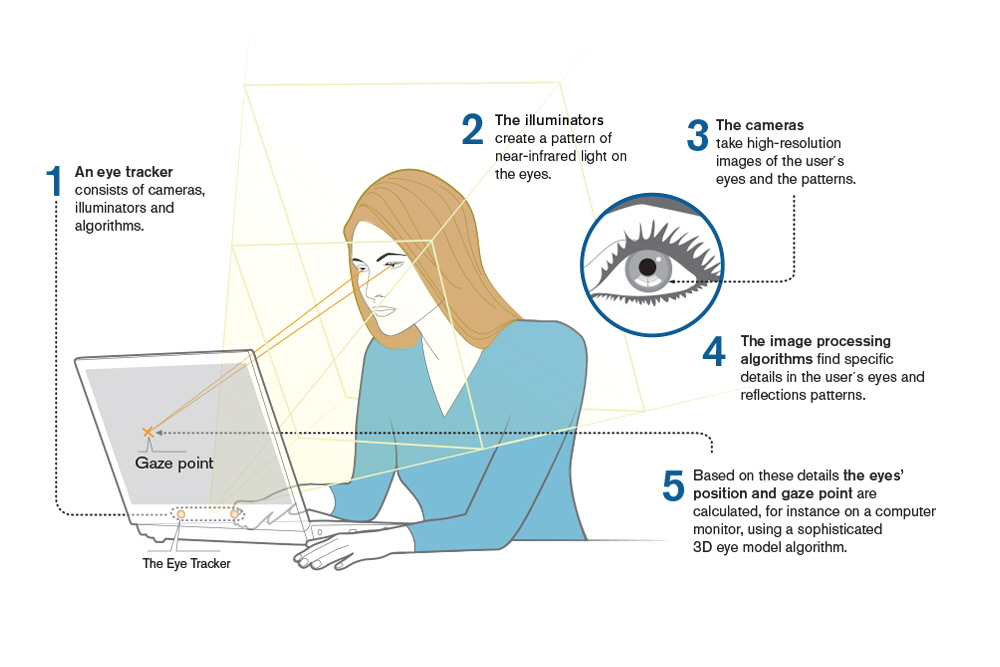 1
An eye tracker
consists of cameras,
illuminators and
algorithms.
2
The illuminators
create a pattern of
near-infrared light on
the eyes.
3
The cameras
take high-resolution
images of the user´s
eyes and the patterns.
4
The image processing
algorithms find specific
details in the user´s eyes and
reflections patterns.
Gaze point
5
Based on these details the eyes’
position and gaze point are
calculated, for instance on a computer
monitor, using a sophisticated
3D eye model algorithm.
The Eye Tracker